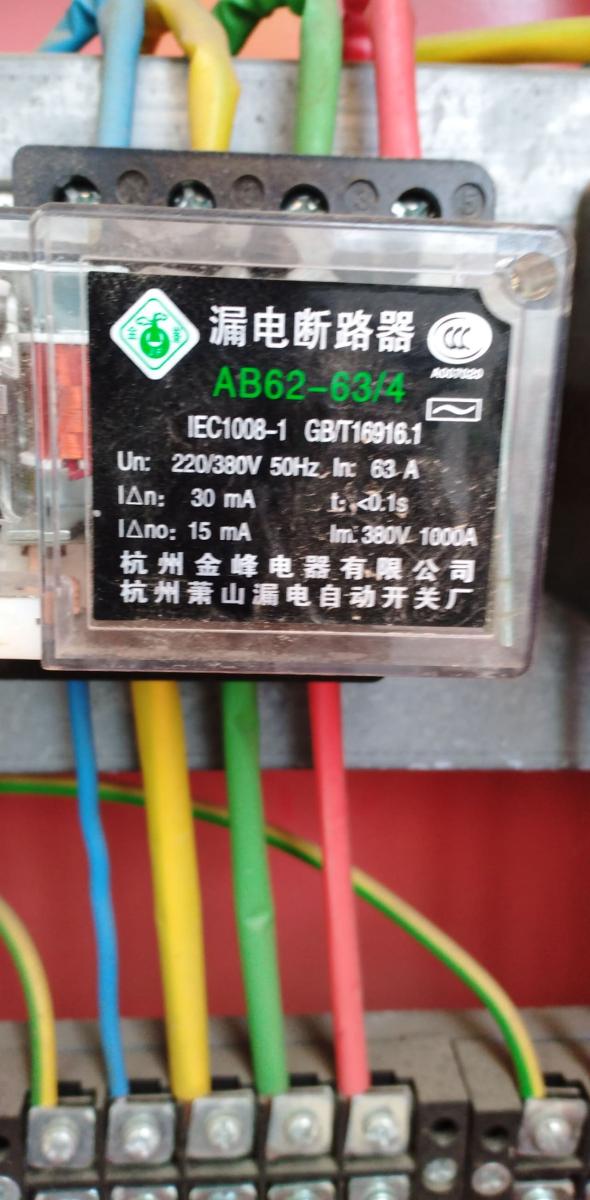 漏电断路器
AB62-63/4
IEC1008-1 GB/T16916.1
Un: 220/380V 50Hz In: 63 A
I△n: 30 mA t: <0.1s
I△no: 15 mA Im: 380V 1000A
杭州金峰电器有限公司
杭州萧山漏电自动开关厂